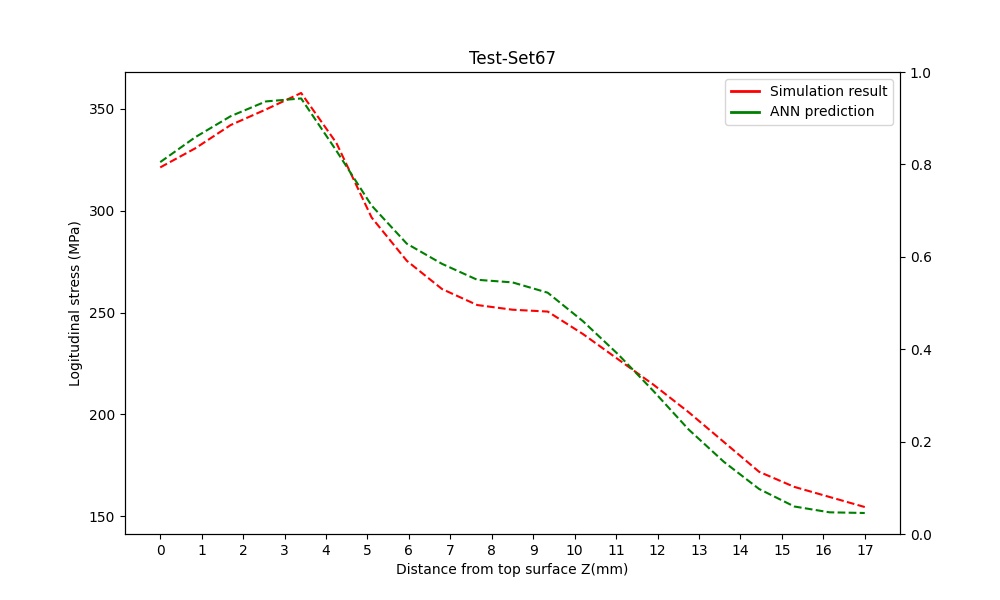 Test-Set67
Simulation result
ANN prediction
Logitudinal stress (MPa)
350
300
250
200
150
1.0
0.8
0.6
0.4
0.2
0.0
0 1 2 3 4 5 6 7 8 9 10 11 12 13 14 15 16 17
Distance from top surface Z(mm)